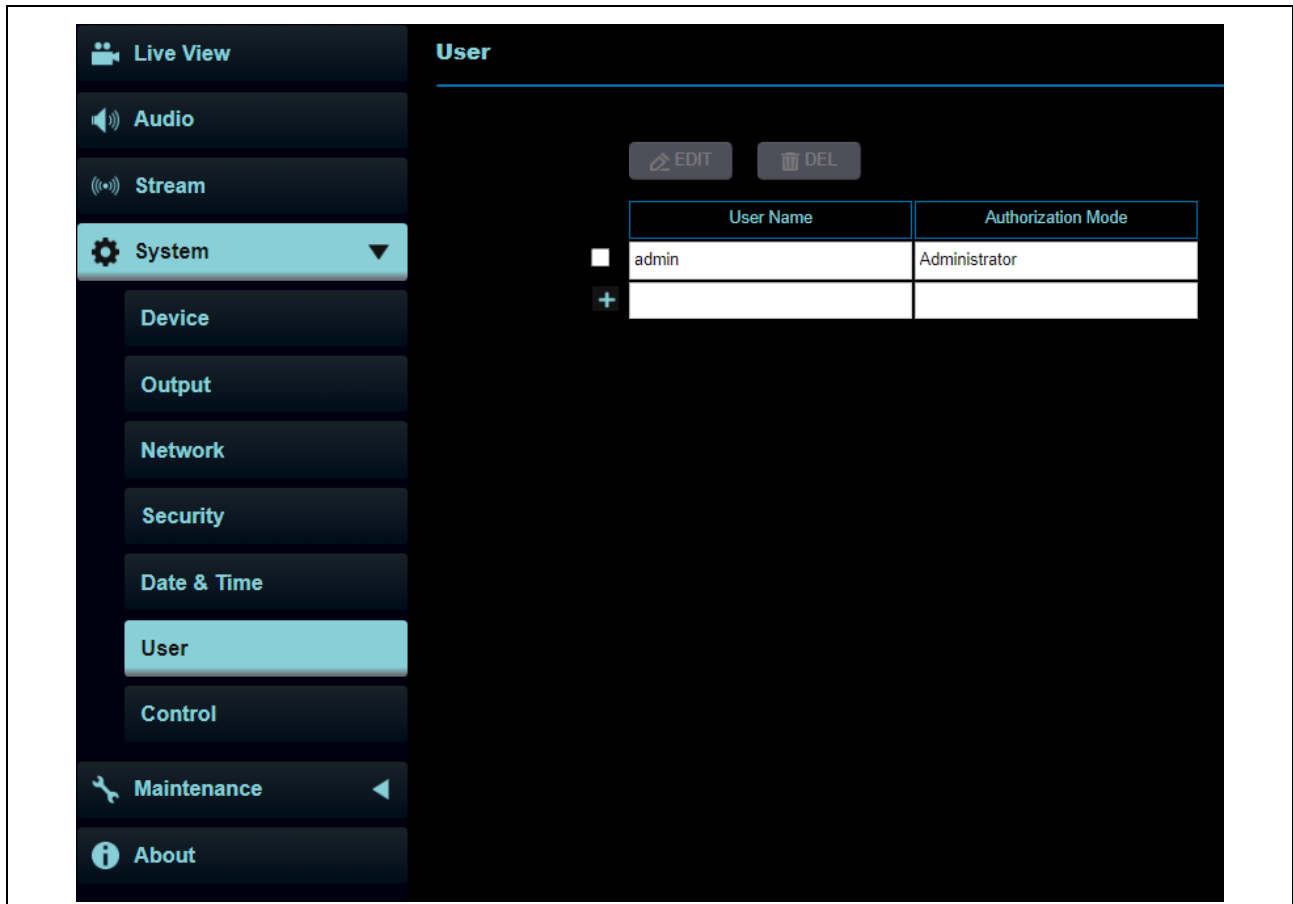 Live View
Audio
Stream
System
Device
Output
Network
Security
Date & Time
User
Control
Maintenance
About
User
EDIT DEL
User Name Authorization Mode
admin Administrator